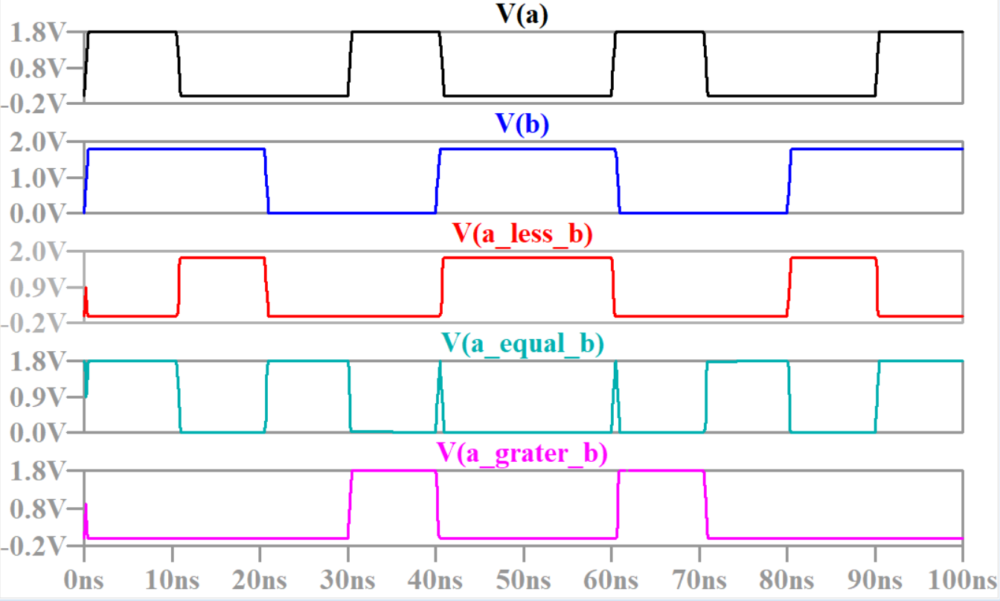 V(a)
1.8V
0.8V
-0.2V
V(b)
2.0V
1.0V
0.0V
V(a_less_b)
2.0V
0.9V
-0.2V
V(a_equal_b)
1.8V
0.9V
0.0V
V(a_grater_b)
1.8V
0.8V
-0.2V
0ns 10ns 20ns 30ns 40ns 50ns 60ns 70ns 80ns 90ns 100ns